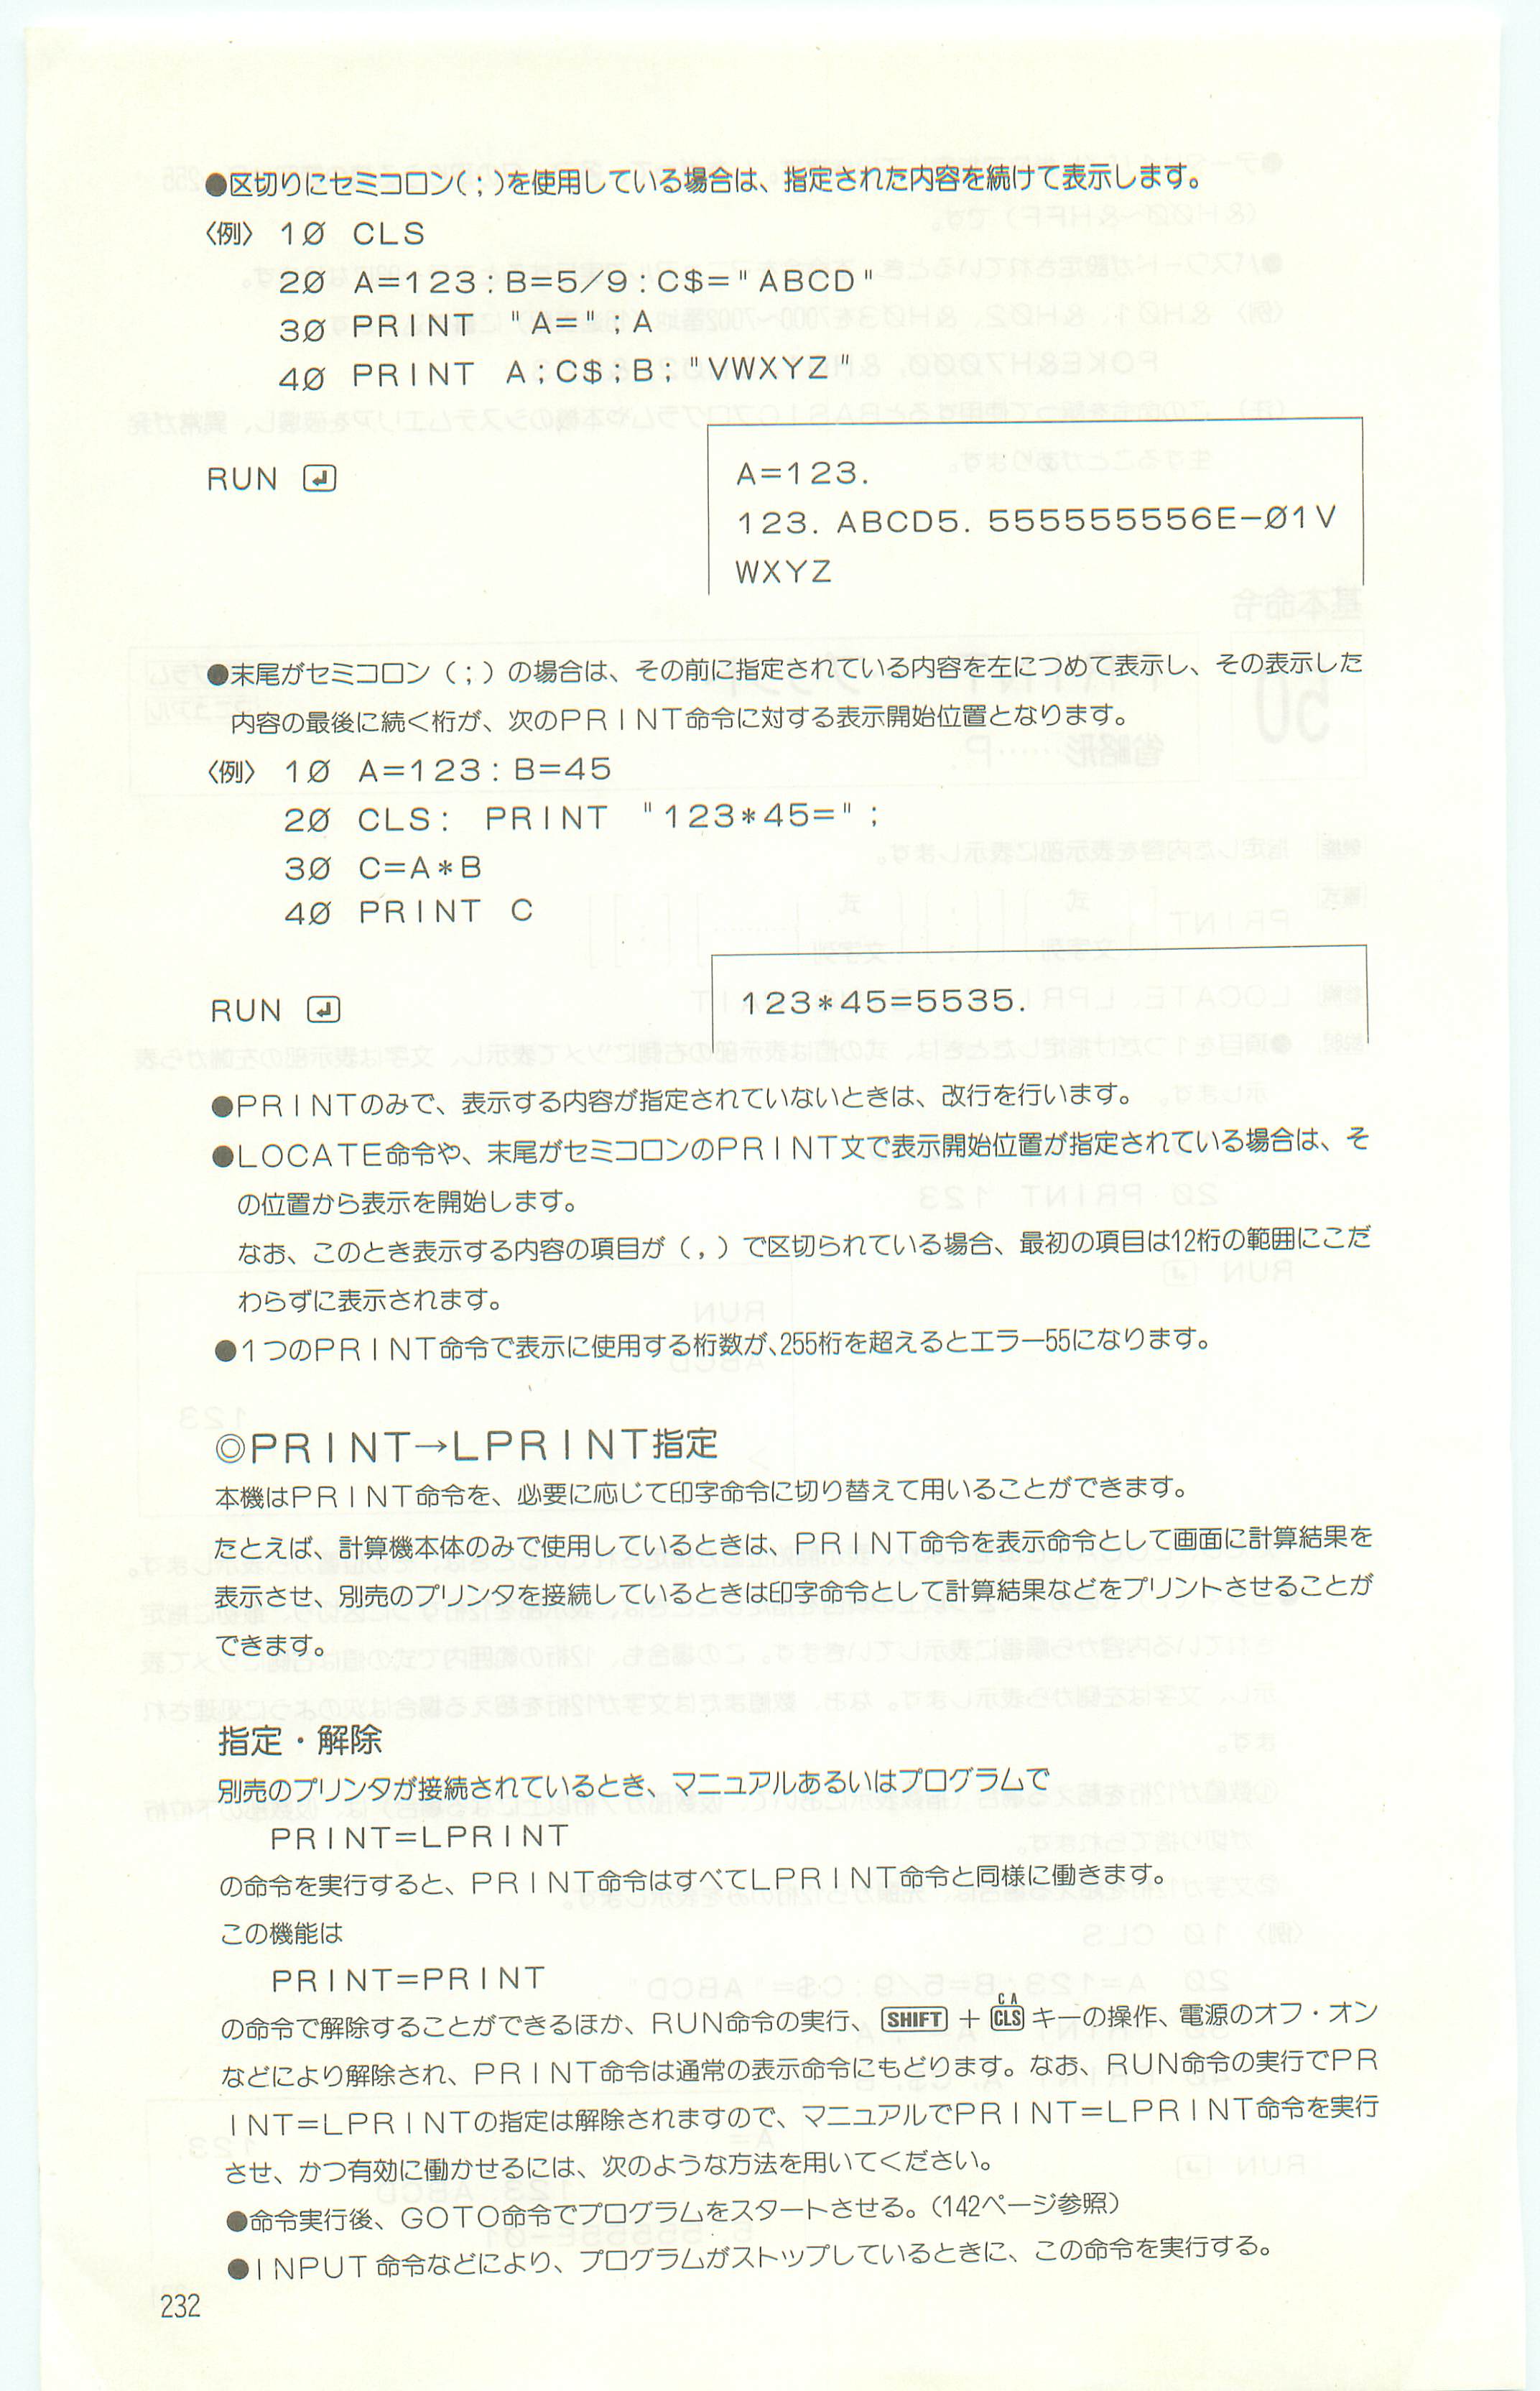 ●区切りにセミコロン(；)を使用している場合は、指定された内容を続けて表示します。
〈例〉 1Ø CLS
2Ø A=123：B=5／9：C$="ABCD"
3Ø PRINT "A="；A
4Ø PRINT A；C$；B；"VWXYZ"
RUN ↵
A=123.
123. ABCD5. 555555556E−Ø1V
WXYZ
●末尾がセミコロン（；）の場合は、その前に指定されている内容を左につめて表示し、その表示した
内容の最後に続く桁が、次のPRINT命令に対する表示開始位置となります。
〈例〉 1Ø A=123：B=45
2Ø CLS： PRINT "123*45="；
3Ø C=A*B
4Ø PRINT C
RUN ↵
123*45=5535.
●PRINTのみで、表示する内容が指定されていないときは、改行を行います。
●LOCATE命令や、末尾がセミコロンのPRINT文で表示開始位置が指定されている場合は、そ
の位置から表示を開始します。
なお、このとき表示する内容の項目が（，）で区切られている場合、最初の項目は12桁の範囲にこだ
わらずに表示されます。
●1つのPRINT命令で表示に使用する桁数が、255桁を超えるとエラー55になります。
◎PRINT→LPRINT指定
本機はPRINT命令を、必要に応じて印字命令に切り替えて用いることができます。
たとえば、計算機本体のみで使用しているときは、PRINT命令を表示命令として画面に計算結果を
表示させ、別売のプリンタを接続しているときは印字命令として計算結果などをプリントさせることが
できます。
指定・解除
別売のプリンタが接続されているとき、マニュアルあるいはプログラムで
PRINT=LPRINT
の命令を実行すると、PRINT命令はすべてLPRINT命令と同様に働きます。
この機能は
PRINT=PRINT
の命令で解除することができるほか、RUN命令の実行、 SHIFT ＋ CA CLS キーの操作、電源のオフ・オン
などにより解除され、PRINT命令は通常の表示命令にもどります。なお、RUN命令の実行でPR
INT=LPRINTの指定は解除されますので、マニュアルでPRINT=LPRINT命令を実行
させ、かつ有効に働かせるには、次のような方法を用いてください。
●命令実行後、GOTO命令でプログラムをスタートさせる。（142ページ参照）
●INPUT 命令などにより、プログラムがストップしているときに、この命令を実行する。
232